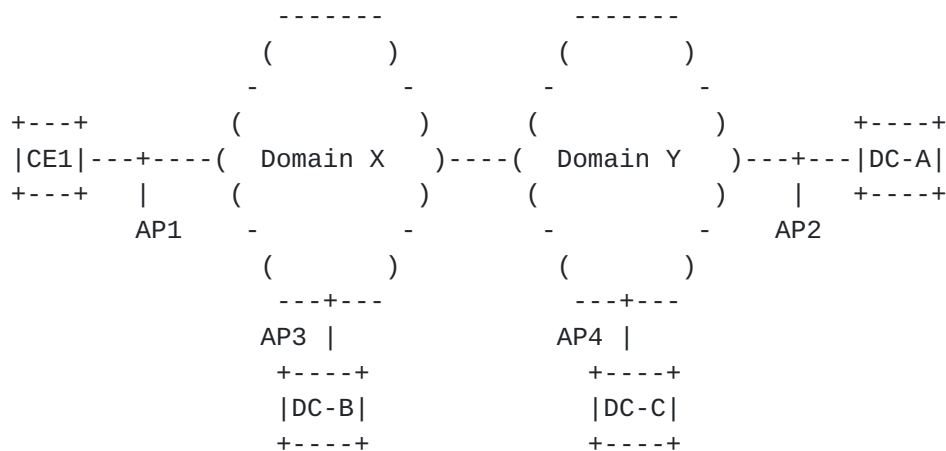 -------            -------
                (       )          (       )
               -         -        -         -
+---+         (           )      (           )        +----+
|CE1|---+----(  Domain X   )----(  Domain Y   )---+---|DC-A|
+---+   |     (           )      (           )    |   +----+
        AP1    -         -        -         -    AP2
                (       )          (       )
                 ---+---            ---+---
                AP3 |              AP4 |
                 +----+              +----+
                 |DC-B|              |DC-C|
                 +----+              +----+